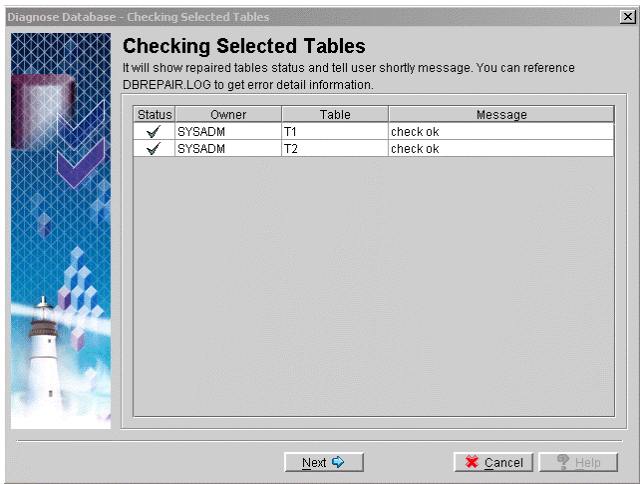 Diagnose Database - Checking Selected Tables
Checking Selected Tables
It will show repaired tables status and tell user shortly message. You can reference
DBREPAIR.LOG to get error detail information.
Status Owner Table Message
SYSADM T1 check ok
SYSADM T2 check ok
Next Cancel Help